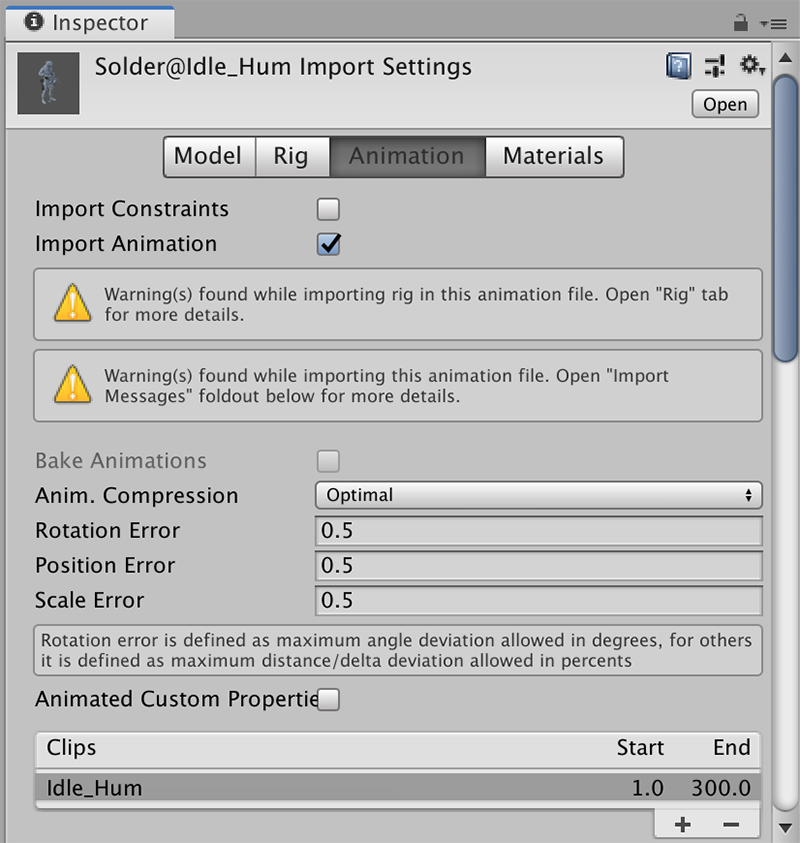 Inspector
Solder@Idle_Hum Import Settings
Open
Model Rig Animation Materials
Import Constraints
Import Animation
Warning(s) found while importing rig in this animation file. Open "Rig" tab
for more details.
Warning(s) found while importing this animation file. Open "Import
Messages" foldout below for more details.
Bake Animations
Anim. Compression Optimal
Rotation Error 0.5
Position Error 0.5
Scale Error 0.5
Rotation error is defined as maximum angle deviation allowed in degrees, for others
it is defined as maximum distance/delta deviation allowed in percents
Animated Custom Propertie
Clips Start End
Idle_Hum 1.0 300.0